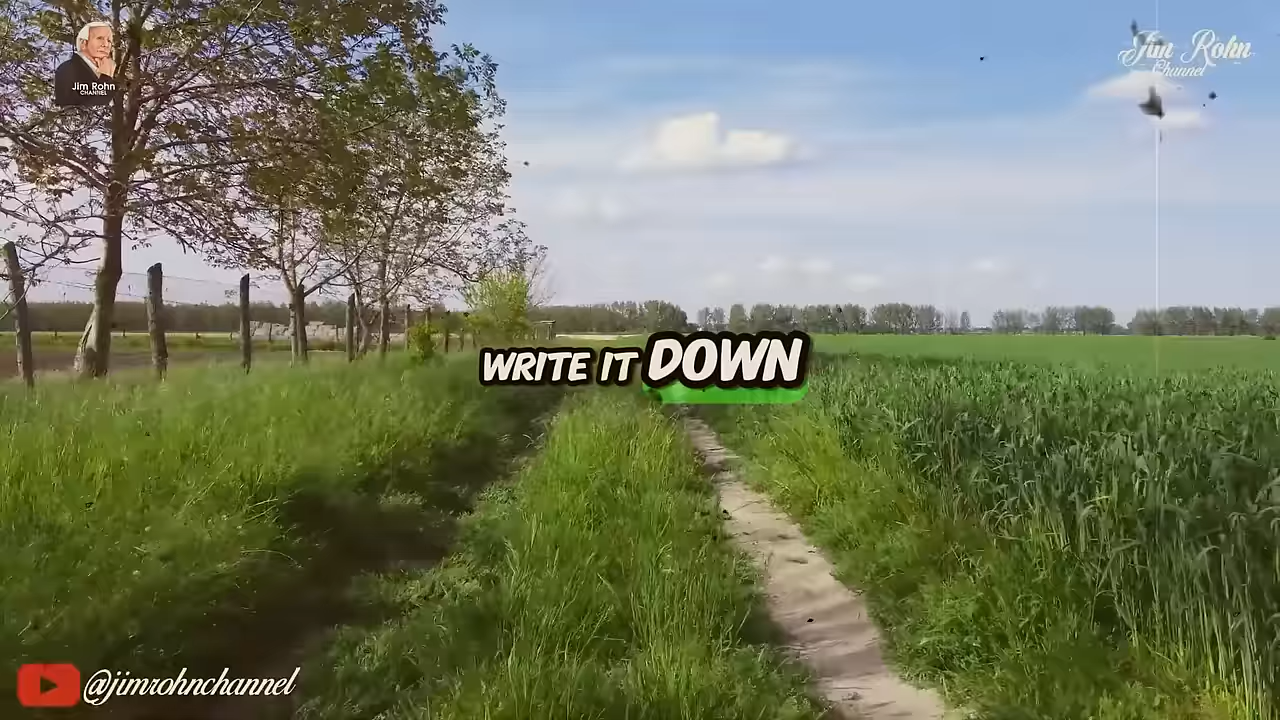 Jim Rohn
CHANNEL
Jim Rohn
Channel
WRITE IT DOWN
@jimrohnchannel